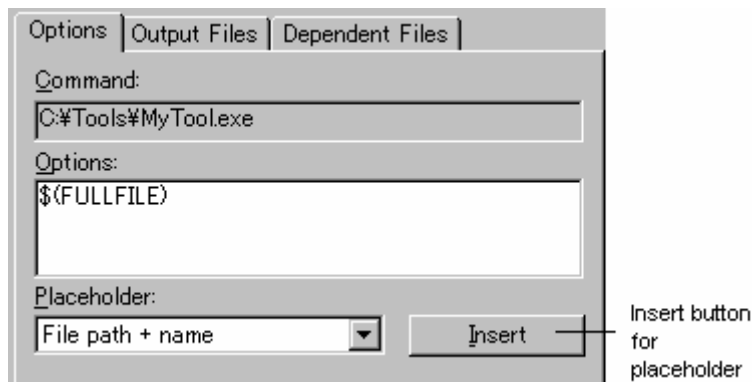 Options Output Files Dependent Files
Command:
C:¥Tools¥MyTool.exe
Options:
$(FULLFILE)
Placeholder:
File path + name
Insert
Insert button
for
placeholder